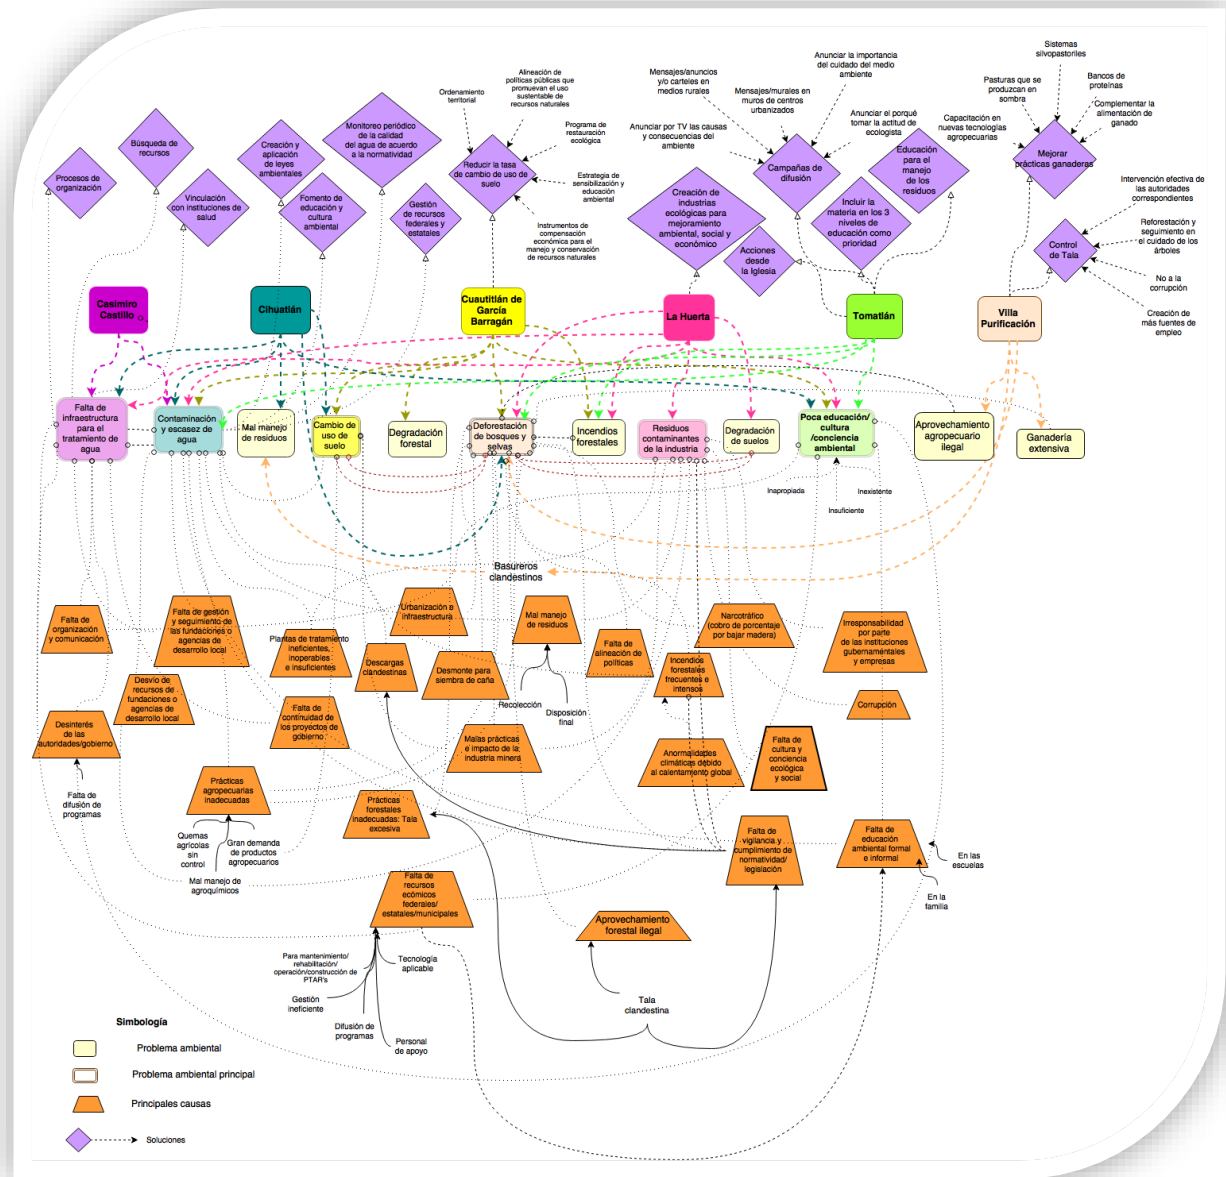 Sistemas
silvopastoriles
Anunciar la importancia
del cuidado del medio
ambiente
Alineación de
políticas públicas que
promuevan el uso
sustentable de
recursos naturales
Mensajes/anuncios
y/o carteles en
medios rurales
Pasturas que se
produzcan en
sombra
Bancos de
proteínas
Ordenamiento
territorial
Mensajes/murales en
muros de centros
urbanizados
Complementar la
alimentación de
ganado
Anunciar el porqué
tomar la actitud de
ecologista
Capacitación en
nuevas tecnologías
agropecuarias
Programa de
restauración
ecológica
Anunciar por TV las causas
y consecuencias del
ambiente
Monitoreo periódico
de la calidad
del agua de acuerdo
a la normatividad
Búsqueda de
recursos
Creación y
aplicación
de leyes
ambientales
Reducir la tasa
de cambio de uso de
suelo
Campañas de
difusión
Educación
para el
manejo
de los
residuos
Mejorar
prácticas ganaderas
Procesos de
organización
Estrategia de
sensibilización y
educación
ambiental
Intervención efectiva de
las autoridades
correspondientes
Vinculación
con instituciones de
salud
Fomento de
educación y
cultura
ambiental
Gestión
de recursos
federales y
estatales
Instrumentos de
compensación
económica para el
manejo y conservación
de recursos naturales
Creación de
industrias
ecológicas para
mejoramiento
ambiental, social y
económico
Incluir la
materia en los 3
niveles de
educación como
prioridad
Acciones
desde
la Iglesia
Control
de Tala
Reforestación y
seguimiento en
el cuidado de los
árboles
No a la
corrupción
Creación de
más fuentes de
empleo
Casimiro
Castillo
Cihuatlán
Cuautitlán de
García
Barragán
La Huerta
Tomatlán
Villa
Purificación
Falta de
infraestructura
para el
tratamiento de
agua
Contaminación
y escasez de
agua
Mal manejo
de residuos
Cambio de
uso de
suelo
Degradación
forestal
Deforestación
de bosques y
selvas
Incendios
forestales
Residuos
contaminantes
de la industria
Degradación
de suelos
Poca educación/
cultura
/conciencia
ambiental
Aprovechamiento
agropecuario
ilegal
Ganadería
extensiva
Inapropiada
Inexistente
Insuficiente
Basureros
clandestinos
Falta de
organización
y comunicación
Falta de gestión
y seguimiento de
las fundaciones o
agencias de
desarrollo local
Plantas de tratamiento
ineficientes,
inoperables
e insuficientes
Urbanización e
infraestructura
Mal manejo
de residuos
Falta de
alineación de
políticas
Narcotráfico
(cobro de porcentaje
por bajar madera)
Irresponsabilidad
por parte
de las instituciones
gubernaméntales
y empresas
Descargas
clandestinas
Desmonte para
siembra de caña
Incendios
forestales
frecuentes e
intensos
Desvío de
recursos de
fundaciones o
agencias de
desarrollo local
Recolección
Disposición
final
Corrupción
Desinterés
de las
autoridades/gobierno
Falta de
continuidad de
los proyectos de
gobierno
Malas prácticas
e impacto de la
industria minera
Anormalidades
climáticas debido
al calentamiento global
Falta de
cultura y
conciencia
ecológica
y social
Falta de
difusión de
programas
Prácticas
agropecuarias
inadecuadas
Prácticas
forestales
inadecuadas: Tala
excesiva
Quemas
agrícolas
sin
control
Gran demanda
de productos
agropecuarios
Mal manejo de
agroquímicos
Falta de
vigilancia y
cumplimiento de
normatividad/
legislación
Falta de
educación
ambiental formal
e informal
En las
escuelas
En la
familia
Falta de
recursos
ecómicos
federales/
estatales/municipales
Aprovechamiento
forestal ilegal
Para mantenimiento/
rehabilitación/
operación/construcción de
PTAR's
Tecnología
aplicable
Gestión
ineficiente
Difusión de
programas
Personal
de apoyo
Tala
clandestina
Simbología
Problema ambiental
Problema ambiental principal
Principales causas
Soluciones